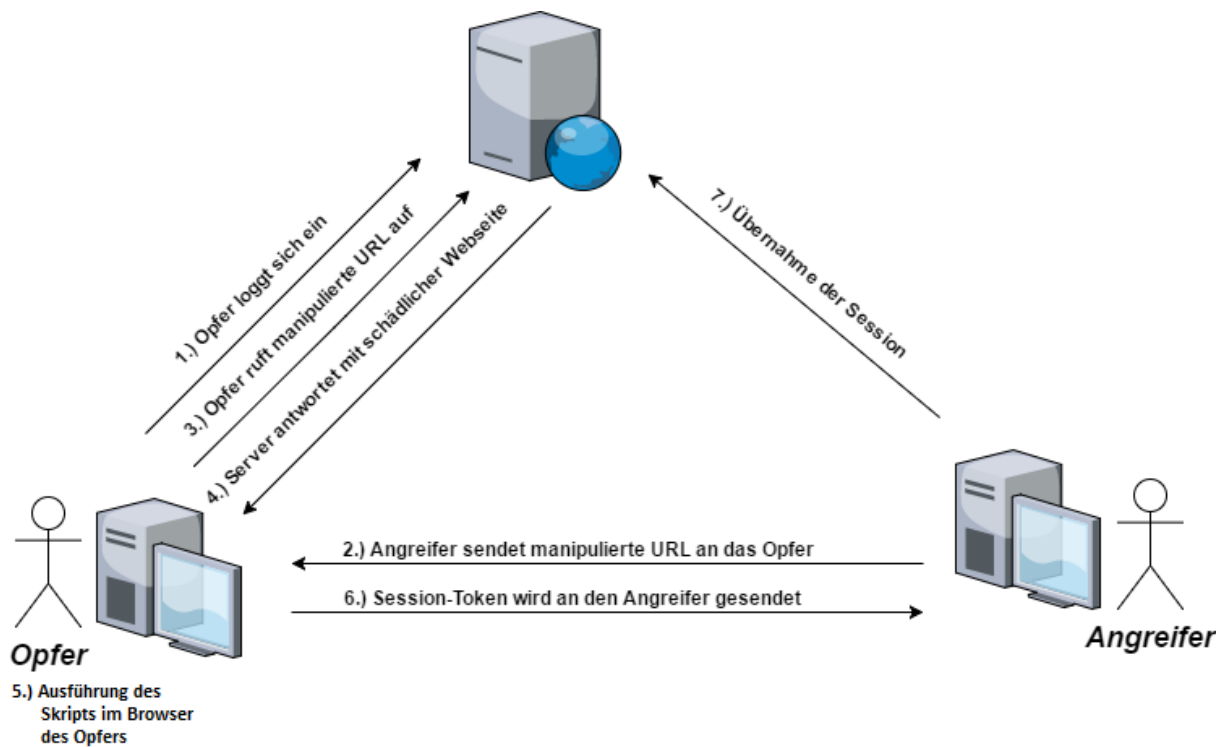 1.) Opfer loggt sich ein
3.) Opfer ruft manipulierte URL auf
4.) Server antwortet mit schädlicher Webseite
7.) Übernahme der Session
2.) Angreifer sendet manipulierte URL an das Opfer
6.) Session-Token wird an den Angreifer gesendet
Opfer
Angreifer
5.) Ausführung des
Skripts im Browser
des Opfers